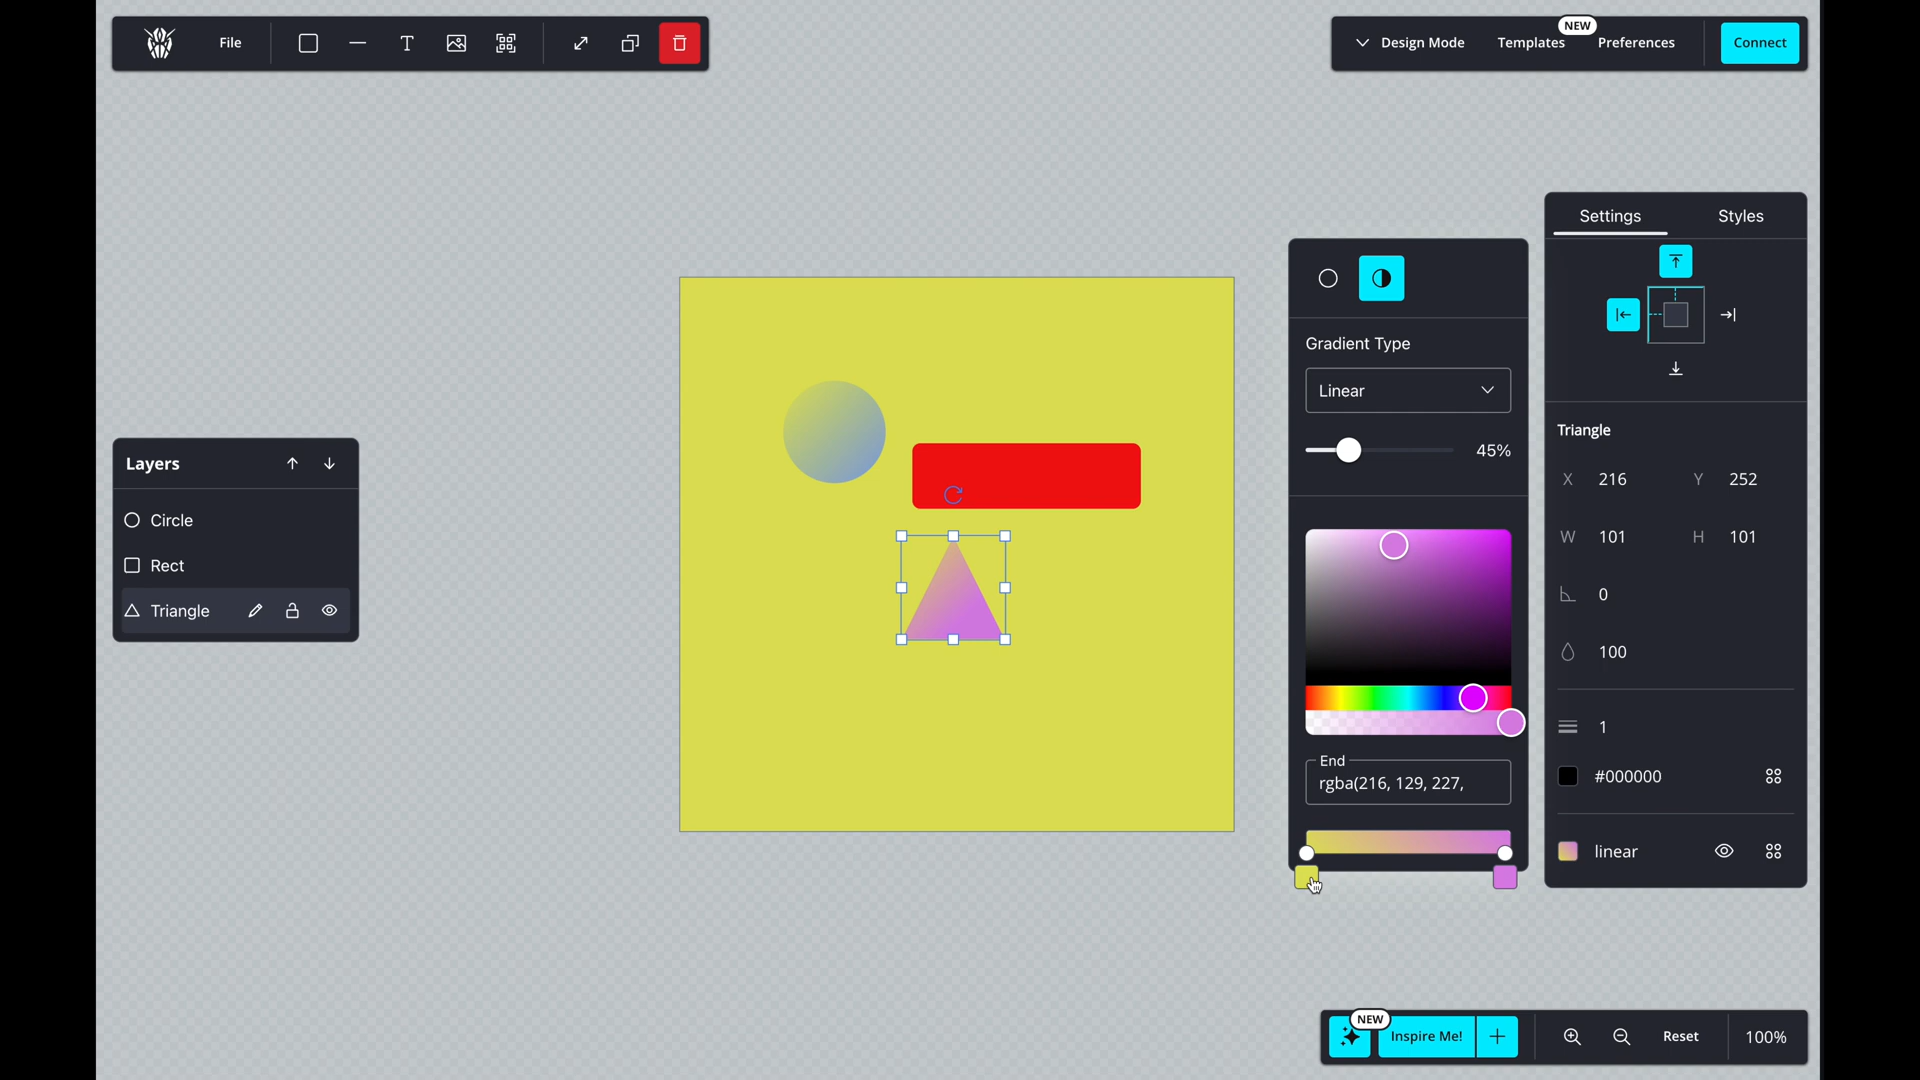 File
NEW
Design Mode
Templates
Preferences
Connect
Layers
Circle
Rect
Triangle
Gradient Type
Linear
45%
End
rgba(216, 129, 227,
Settings
Styles
Triangle
X 216 Y 252
W 101 H 101
0
100
1
#000000
linear
NEW
Inspire Me!
Reset
100%